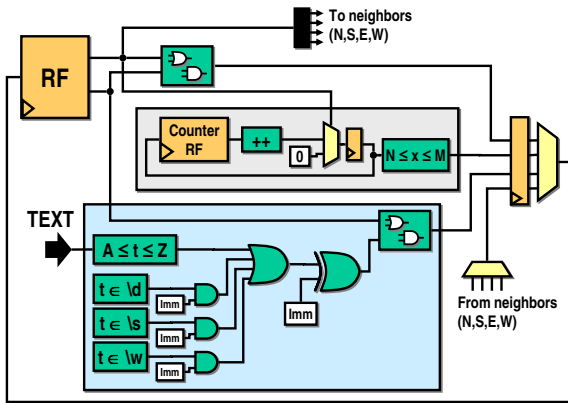 To neighbors
(N,S,E,W)
RF
Counter
RF
++
0
N ≤ x ≤ M
TEXT
A ≤ t ≤ Z
t ∈ \d
Imm
t ∈ \s
Imm
t ∈ \w
Imm
Imm
From neighbors
(N,S,E,W)